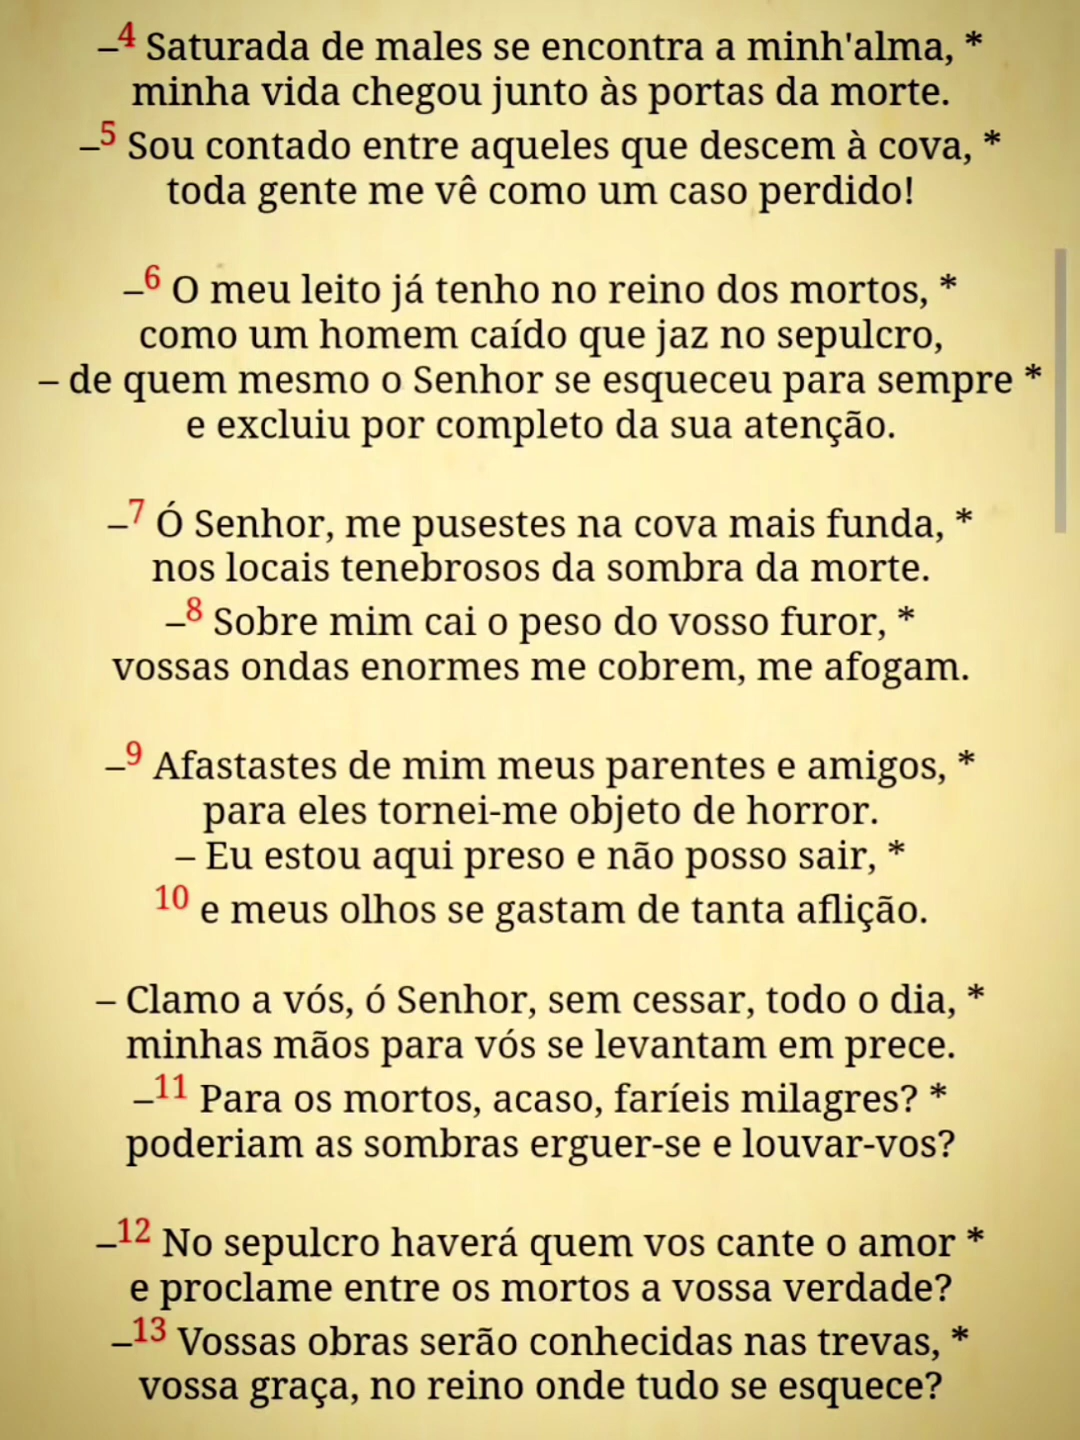 –4 Saturada de males se encontra a minh'alma, *
minha vida chegou junto às portas da morte.
–5 Sou contado entre aqueles que descem à cova, *
toda gente me vê como um caso perdido!
–6 O meu leito já tenho no reino dos mortos, *
como um homem caído que jaz no sepulcro,
– de quem mesmo o Senhor se esqueceu para sempre *
e excluiu por completo da sua atenção.
–7 Ó Senhor, me pusestes na cova mais funda, *
nos locais tenebrosos da sombra da morte.
–8 Sobre mim cai o peso do vosso furor, *
vossas ondas enormes me cobrem, me afogam.
–9 Afastastes de mim meus parentes e amigos, *
para eles tornei-me objeto de horror.
– Eu estou aqui preso e não posso sair, *
10 e meus olhos se gastam de tanta aflição.
– Clamo a vós, ó Senhor, sem cessar, todo o dia, *
minhas mãos para vós se levantam em prece.
–11 Para os mortos, acaso, faríeis milagres? *
poderiam as sombras erguer-se e louvar-vos?
–12 No sepulcro haverá quem vos cante o amor *
e proclame entre os mortos a vossa verdade?
–13 Vossas obras serão conhecidas nas trevas, *
vossa graça, no reino onde tudo se esquece?